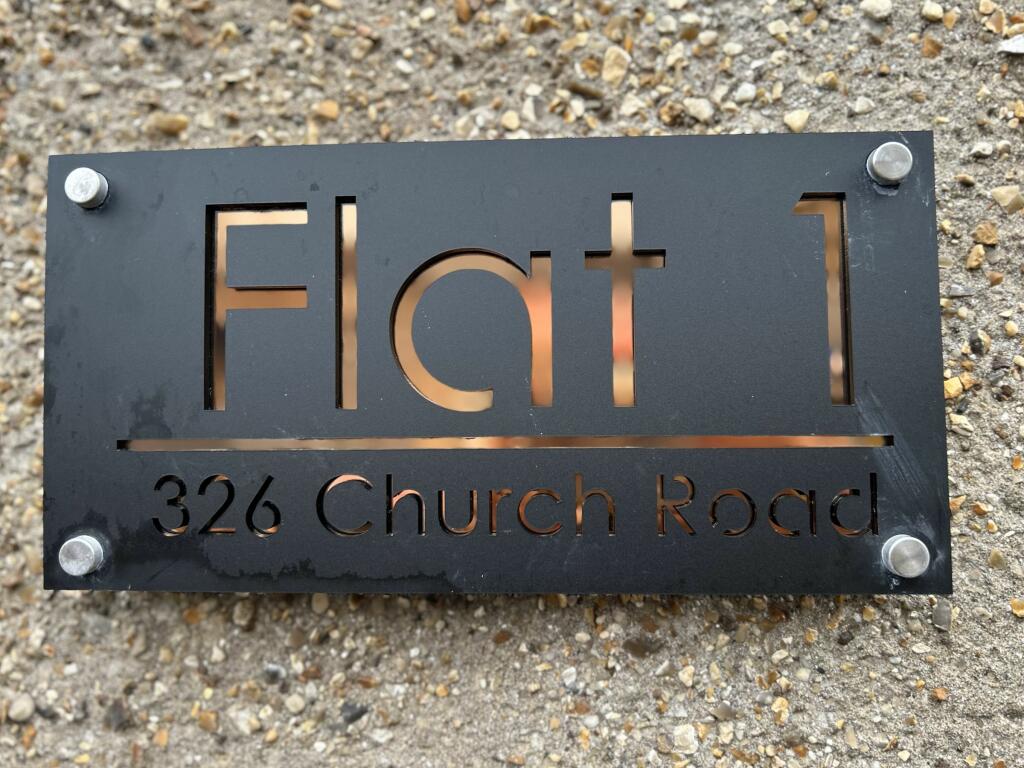 Flat 1
326 Church Road